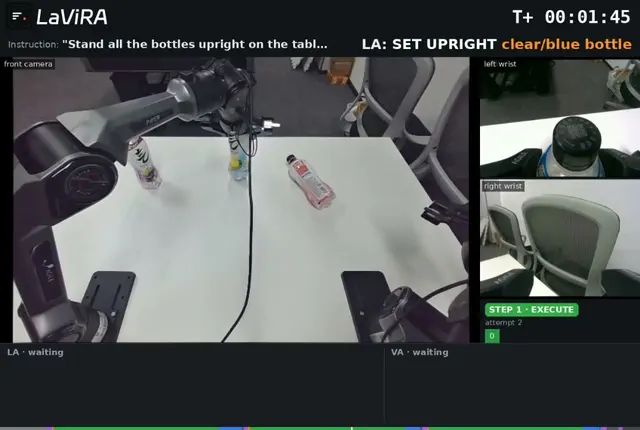 LaViRA
T+ 00:01:45
Instruction: "Stand all the bottles upright on the tabl...
LA: SET UPRIGHT clear/blue bottle
front camera
left wrist
right wrist
STEP 1 · EXECUTE
attempt 2
0
LA · waiting
VA · waiting